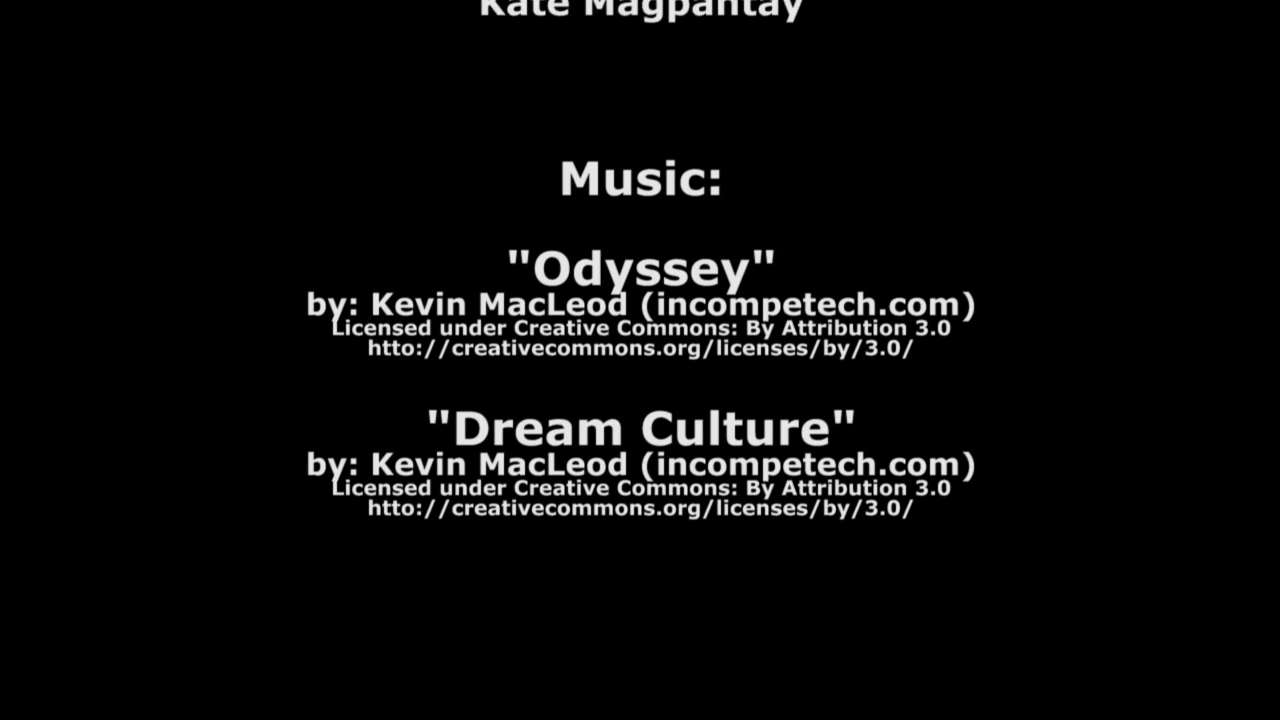 Kate Magpantay
Music:
"Odyssey"
by: Kevin MacLeod (incompetech.com)
Licensed under Creative Commons: By Attribution 3.0
htto://creativecommons.org/licenses/by/3.0/
"Dream Culture"
by: Kevin MacLeod (incompetech.com)
Licensed under Creative Commons: By Attribution 3.0
htto://creativecommons.org/licenses/by/3.0/